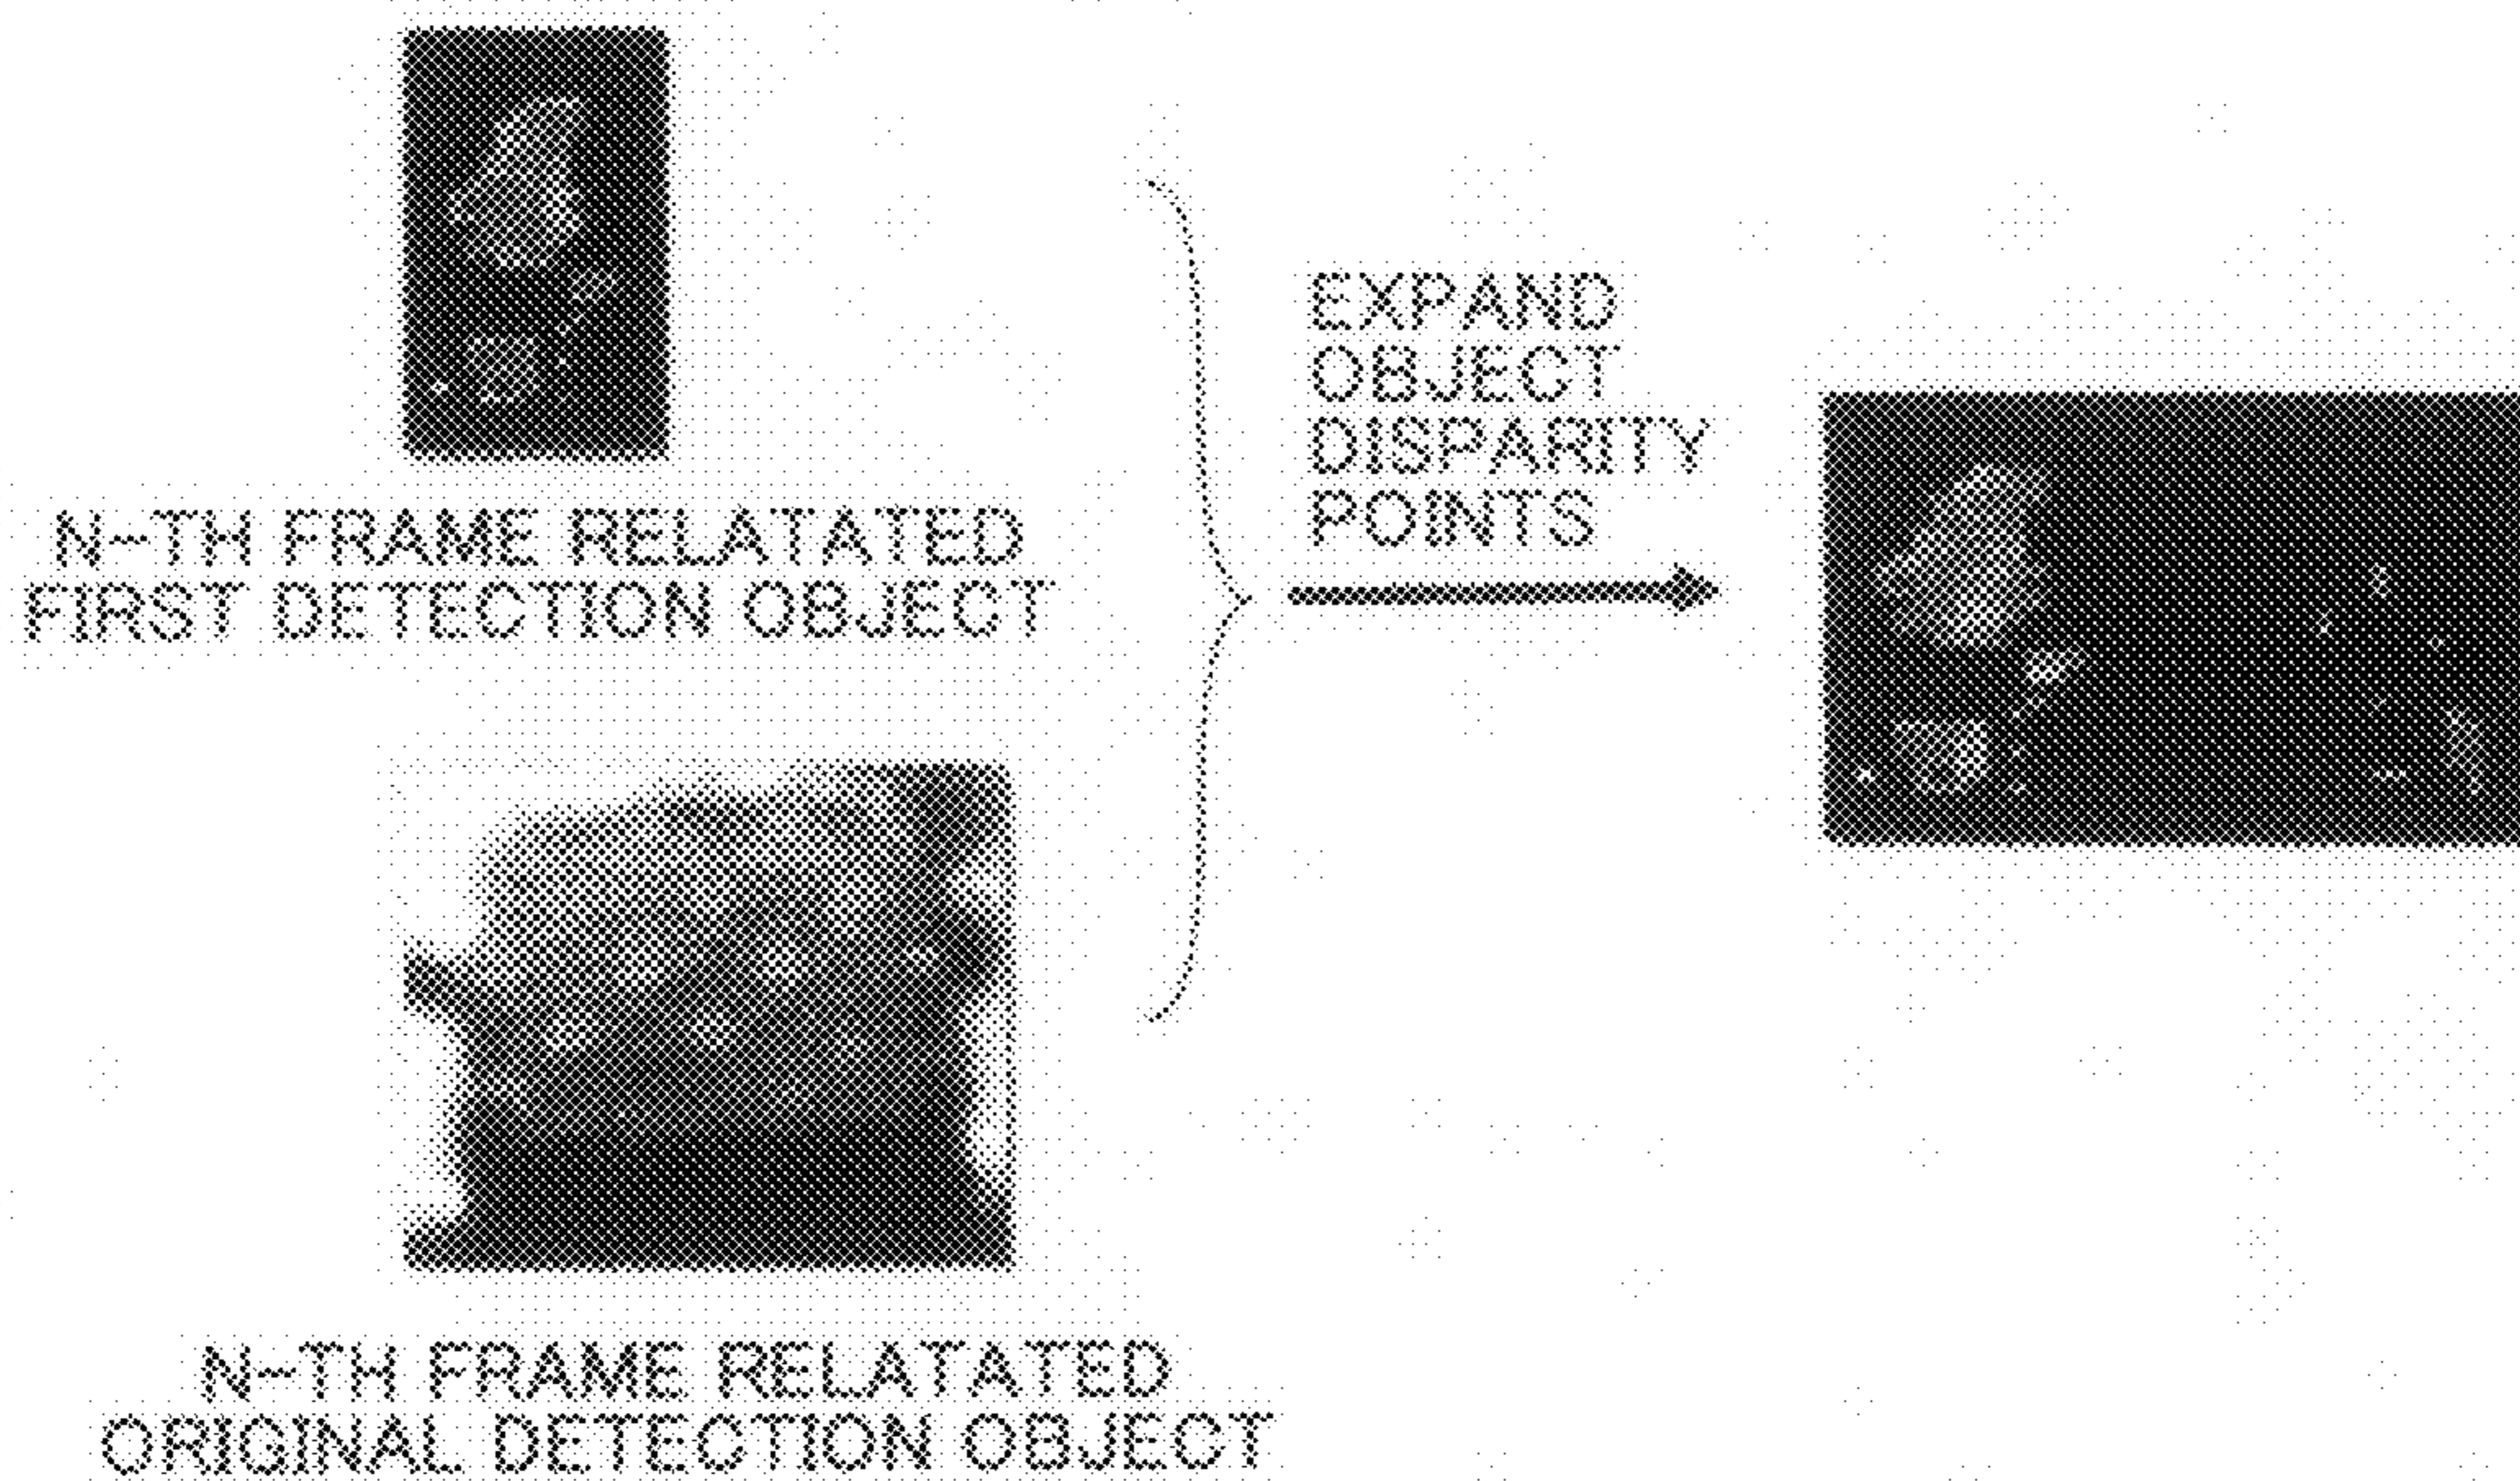 N-TH FRAME RELATATED
FIRST DETECTION OBJECT
EXPAND
OBJECT
DISPARITY
POINTS
N-TH FRAME RELATATED
ORIGINAL DETECTION OBJECT